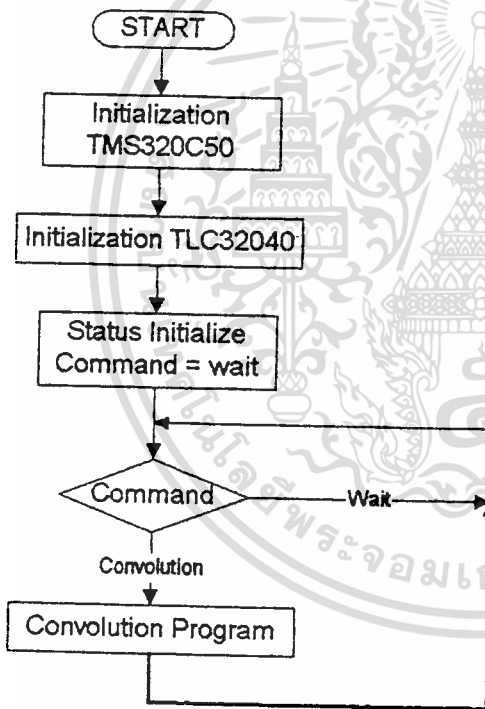 START
Initialization
TMS320C50
Initialization TLC32040
Status Initialize
Command = wait
Command
Wait
Convolution
Convolution Program